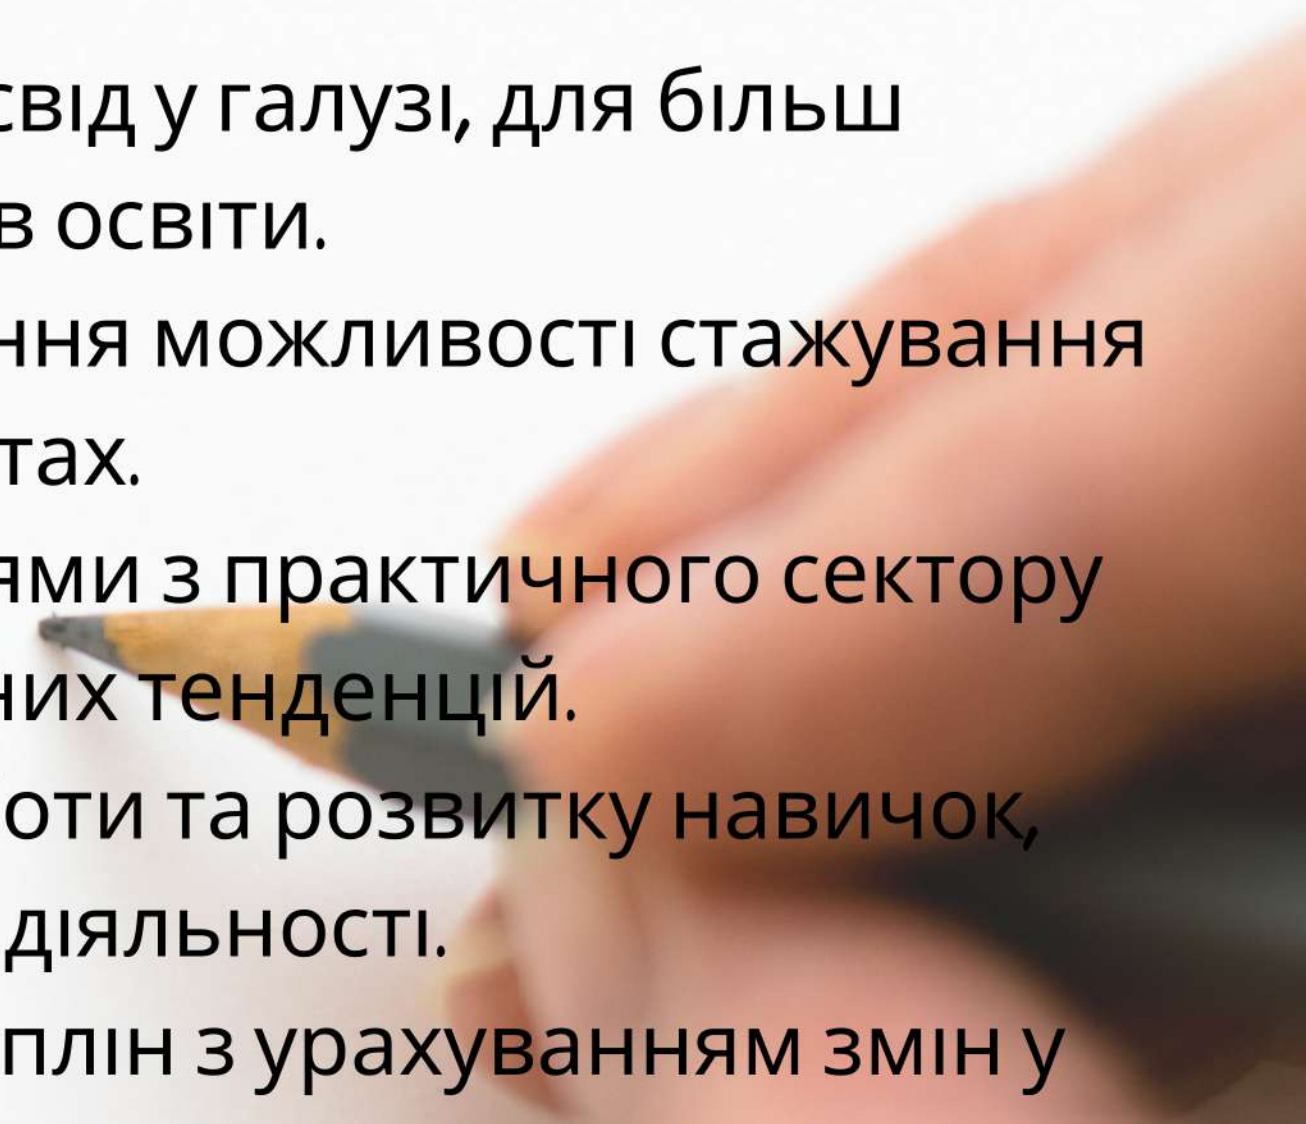 свід у галузі, для більш
в освіти.
ння можливості стажування
тах.
ями з практичного сектору
них тенденцій.
оти та розвитку навичок,
діяльності.
плін з урахуванням змін у